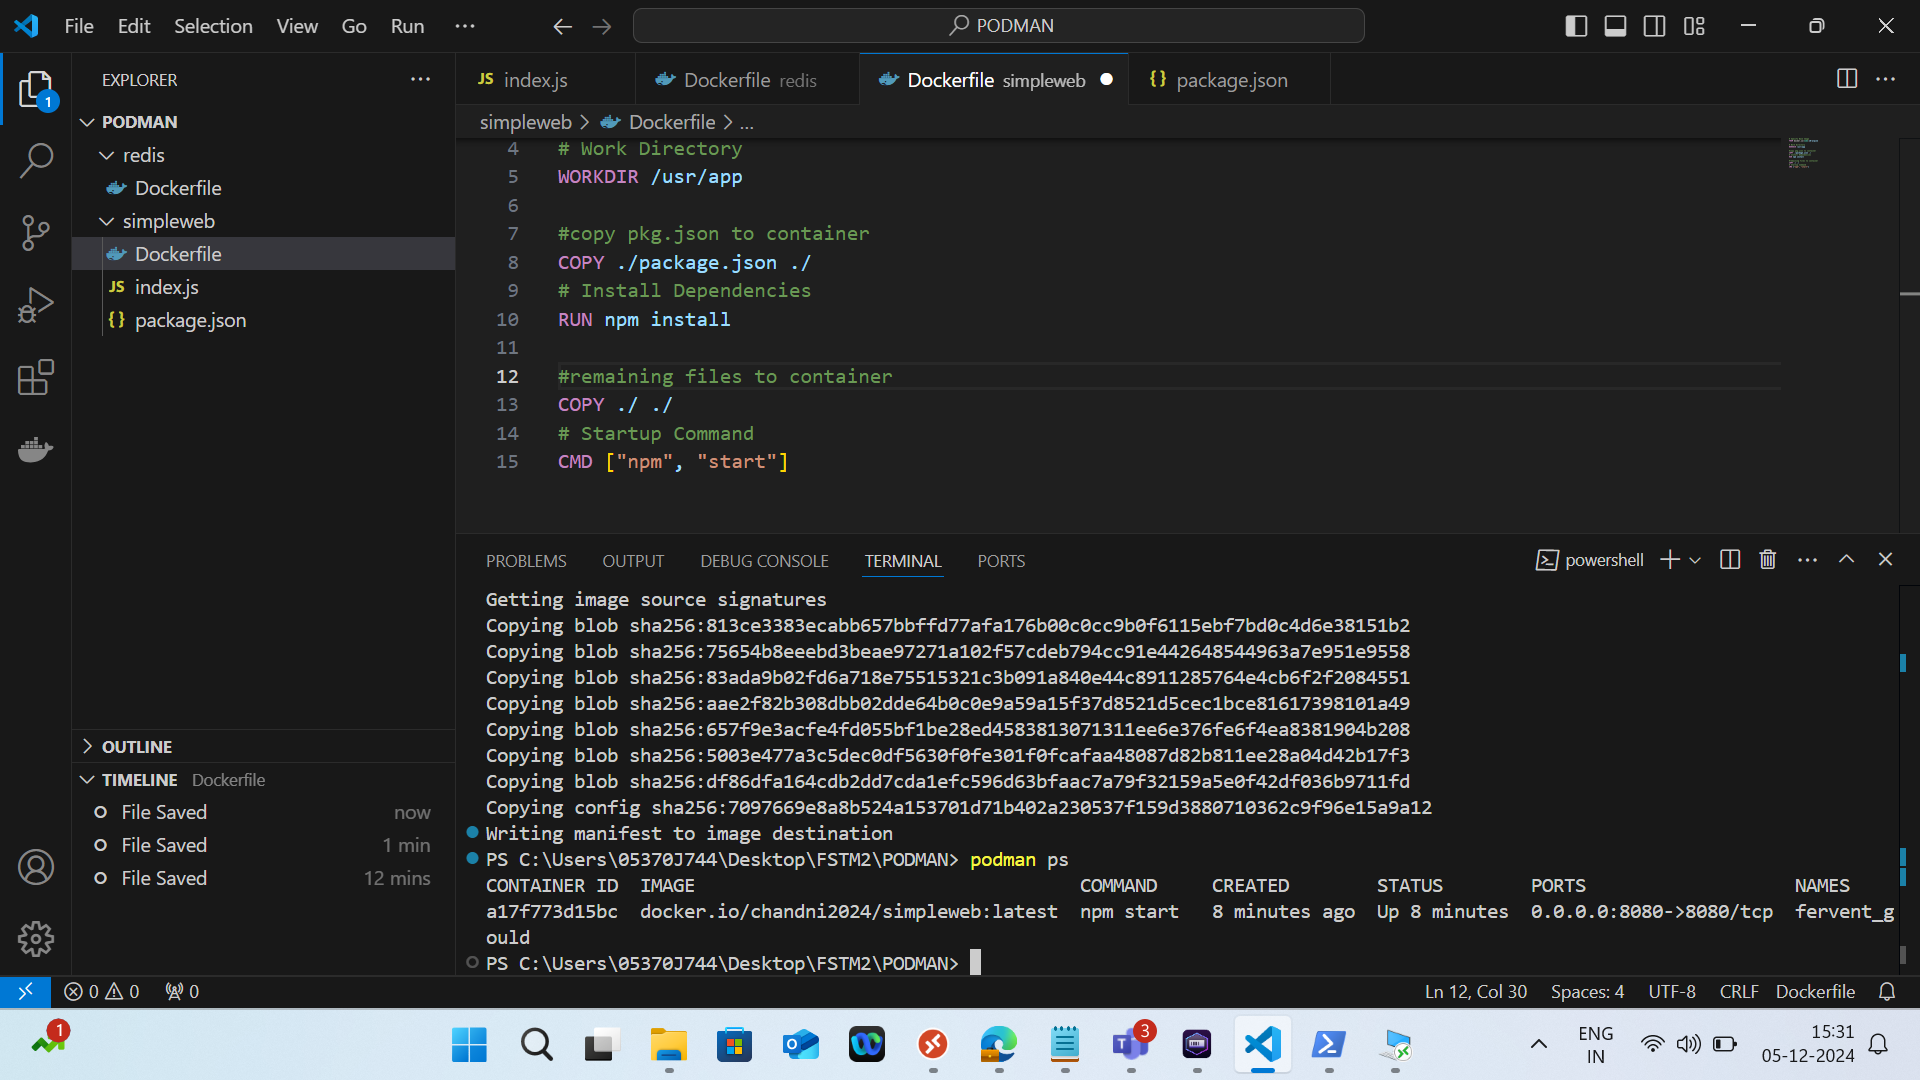 File Edit Selection View Go Run ...
PODMAN
EXPLORER
PODMAN
redis
Dockerfile
simpleweb
Dockerfile
JS index.js
{} package.json
OUTLINE
TIMELINE Dockerfile
File Saved now
File Saved 1 min
File Saved 12 mins
1
JS index.js
Dockerfile redis
Dockerfile simpleweb
{} package.json
simpleweb > Dockerfile > ...
4 # Work Directory
5 WORKDIR /usr/app
6
7 #copy pkg.json to container
8 COPY ./package.json ./
9 # Install Dependencies
10 RUN npm install
11
12 #remaining files to container
13 COPY ./ ./
14 # Startup Command
15 CMD ["npm", "start"]
PROBLEMS OUTPUT DEBUG CONSOLE TERMINAL PORTS
powershell
Getting image source signatures
Copying blob sha256:813ce3383ecabb657bbffd77afa176b00c0cc9b0f6115ebf7bd0c4d6e38151b2
Copying blob sha256:75654b8eeebd3beae97271a102f57cdeb794cc91e442648544963a7e951e9558
Copying blob sha256:83ada9b02fd6a718e75515321c3b091a840e44c8911285764e4cb6f2f2084551
Copying blob sha256:aae2f82b308dbb02dde64b0c0e9a59a15f37d8521d5cec1bce81617398101a49
Copying blob sha256:657f9e3acfe4fd055bf1be28ed4583813071311ee6e376fe6f4ea8381904b208
Copying blob sha256:5003e477a3c5dec0df5630f0fe301f0fcafaa48087d82b811ee28a04d42b17f3
Copying blob sha256:df86dfa164cdb2dd7cda1efc596d63bfaac7a79f32159a5e0f42df036b9711fd
Copying config sha256:7097669e8a8b524a153701d71b402a230537f159d3880710362c9f96e15a9a12
Writing manifest to image destination
PS C:\Users\05370J744\Desktop\FSTM2\PODMAN> podman ps
CONTAINER ID IMAGE COMMAND CREATED STATUS PORTS NAMES
a17f773d15bc docker.io/chandni2024/simpleweb:latest npm start 8 minutes ago Up 8 minutes 0.0.0.0:8080->8080/tcp fervent_g
ould
PS C:\Users\05370J744\Desktop\FSTM2\PODMAN>
0 0 0
Ln 12, Col 30 Spaces: 4 UTF-8 CRLF Dockerfile
1
3
ENG
IN
15:31
05-12-2024